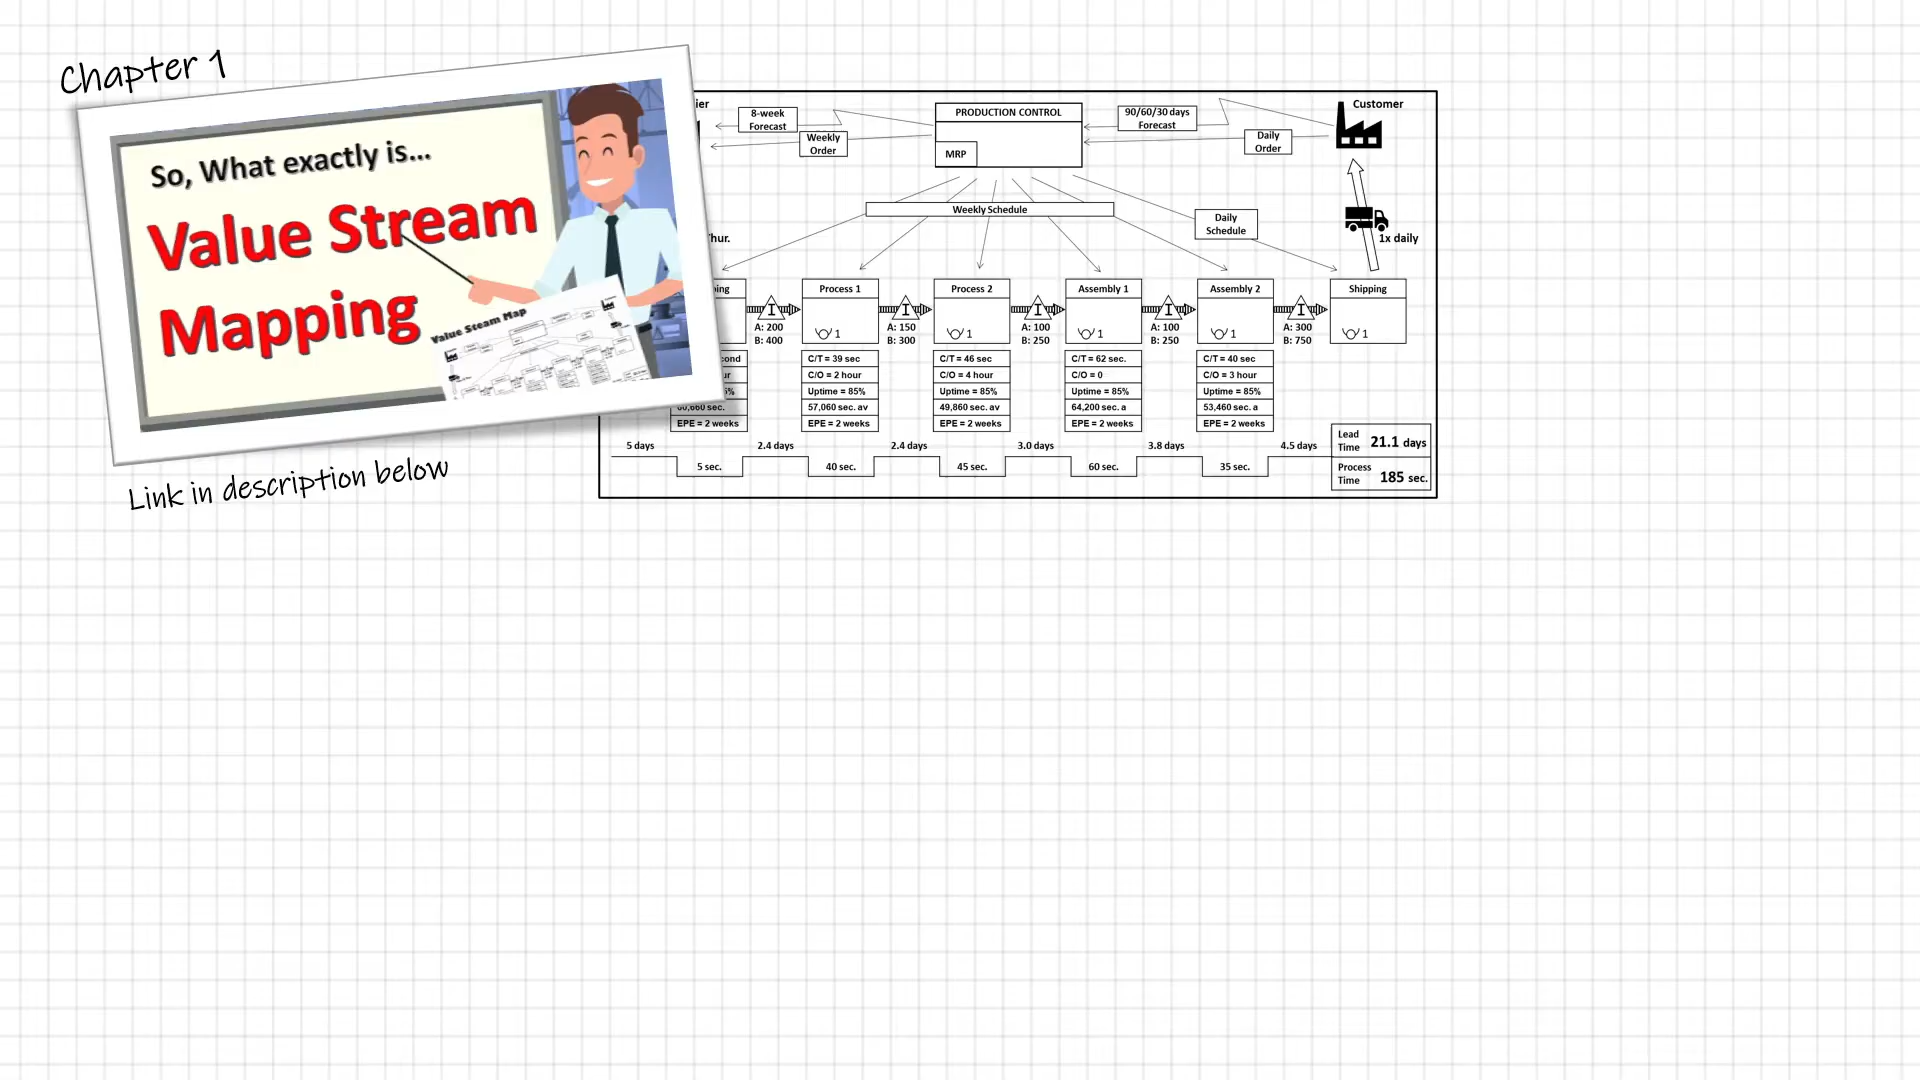 Chapter 1
So, What exactly is...
Value Stream
Mapping
Value Stream Map
Link in description below
8-week
Forecast
Weekly
Order
PRODUCTION CONTROL
MRP
90/60/30 days
Forecast
Daily
Order
Customer
Weekly Schedule
Daily
Schedule
1x daily
Process 1
Process 2
Assembly 1
Assembly 2
Shipping
I
I
I
I
I
1
1
1
1
1
A: 200
B: 400
A: 150
B: 300
A: 100
B: 250
A: 100
B: 250
A: 300
B: 750
C/T = 39 sec
C/O = 2 hour
Uptime = 85%
57,060 sec. av
EPE = 2 weeks
C/T = 46 sec
C/O = 4 hour
Uptime = 85%
49,860 sec. av
EPE = 2 weeks
C/T = 62 sec.
C/O = 0
Uptime = 85%
64,200 sec. a
EPE = 2 weeks
C/T = 40 sec
C/O = 3 hour
Uptime = 85%
53,460 sec. a
EPE = 2 weeks
EPE = 2 weeks
5 days
2.4 days
2.4 days
3.0 days
3.8 days
4.5 days
5 sec.
40 sec.
45 sec.
60 sec.
35 sec.
Lead
Time
21.1 days
Process
Time
185 sec.